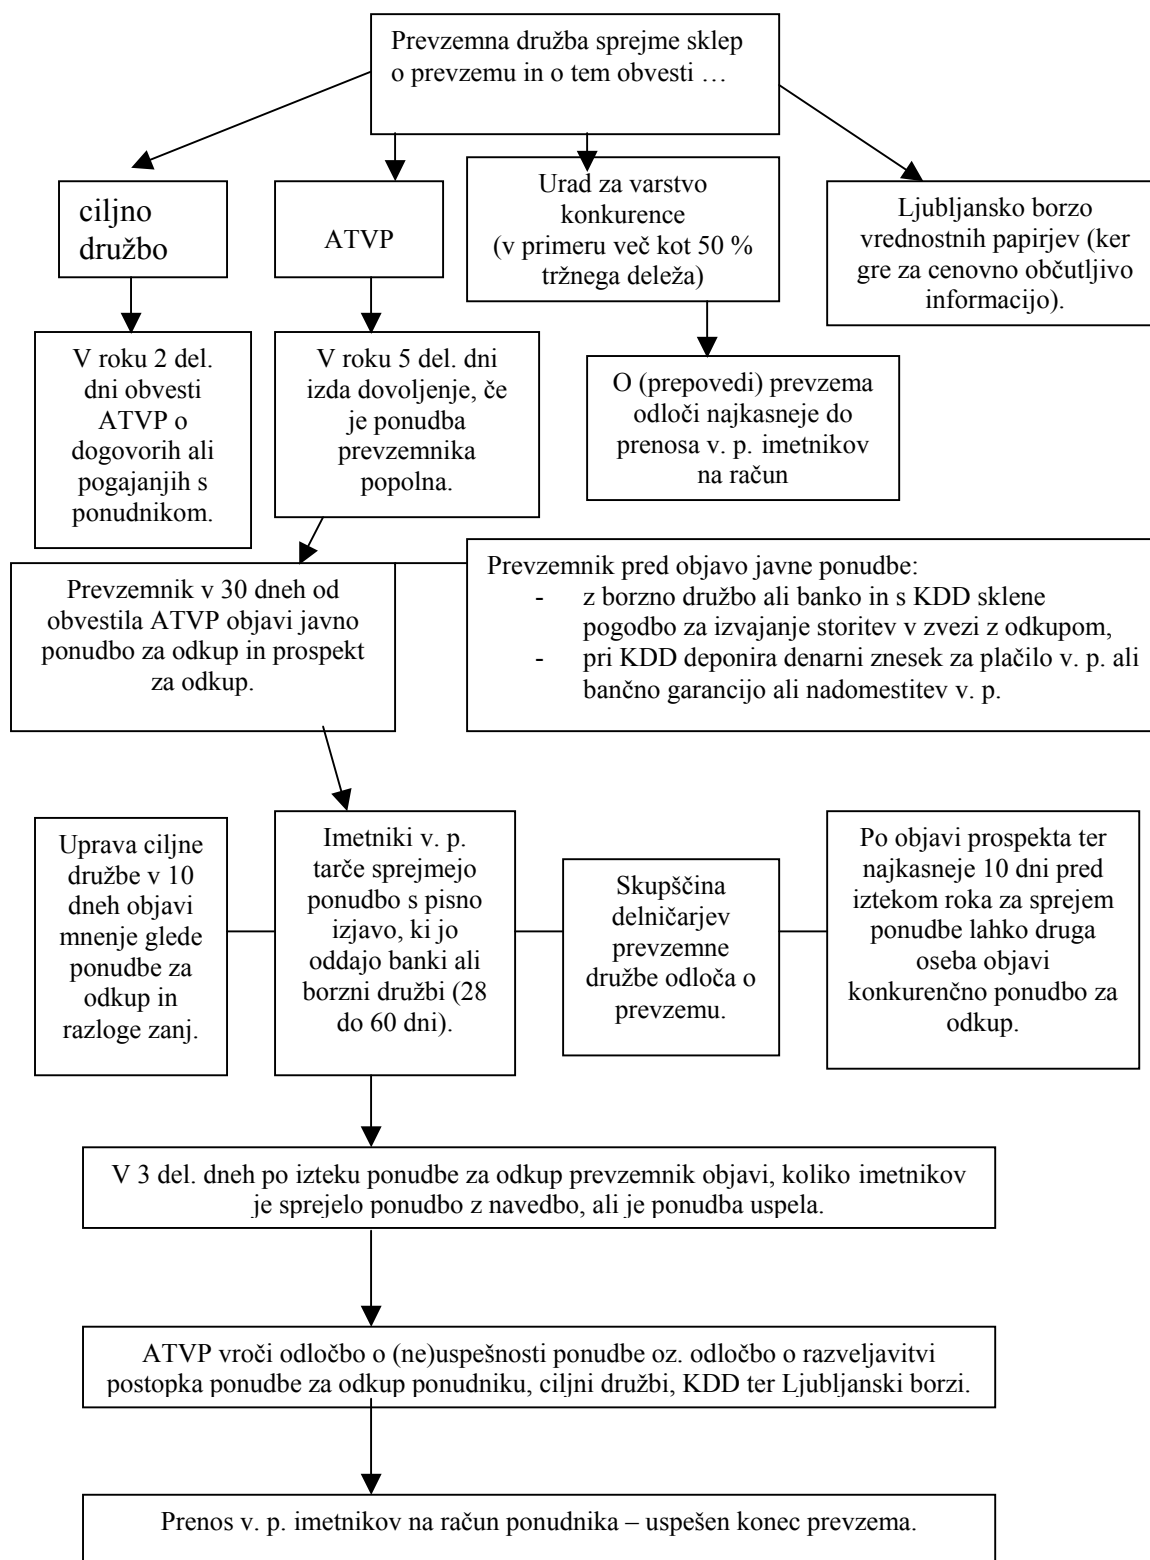 Prevzemna družba sprejme sklep
o prevzemu in o tem obvesti …
ciljno
družbo
ATVP
Urad za varstvo
konkurence
(v primeru več kot 50 %
tržnega deleža)
Ljubljansko borzo
vrednostnih papirjev (ker
gre za cenovno občutljivo
informacijo).
V roku 2 del.
dni obvesti
ATVP o
dogovorih ali
pogajanjih s
ponudnikom.
V roku 5 del. dni
izda dovoljenje, če
je ponudba
prevzemnika
popolna.
O (prepovedi) prevzema
odloči najkasneje do
prenosa v. p. imetnikov
na račun
Prevzemnik v 30 dneh od
obvestila ATVP objavi javno
ponudbo za odkup in prospekt
za odkup.
Prevzemnik pred objavo javne ponudbe:
- z borzno družbo ali banko in s KDD sklene
pogodbo za izvajanje storitev v zvezi z odkupom,
- pri KDD deponira denarni znesek za plačilo v. p. ali
bančno garancijo ali nadomestitev v. p.
Uprava ciljne
družbe v 10
dneh objavi
mnenje glede
ponudbe za
odkup in
razloge zanj.
Imetniki v. p.
tarče sprejmejo
ponudbo s pisno
izjavo, ki jo
oddajo banki ali
borzni družbi (28
do 60 dni).
Skupščina
delničarjev
prevzemne
družbe odloča o
prevzemu.
Po objavi prospekta ter
najkasneje 10 dni pred
iztekom roka za sprejem
ponudbe lahko druga
oseba objavi
konkurenčno ponudbo za
odkup.
V 3 del. dneh po izteku ponudbe za odkup prevzemnik objavi, koliko imetnikov
je sprejelo ponudbo z navedbo, ali je ponudba uspela.
ATVP vroči odločbo o (ne)uspešnosti ponudbe oz. odločbo o razveljavitvi
postopka ponudbe za odkup ponudniku, ciljni družbi, KDD ter Ljubljanski borzi.
Prenos v. p. imetnikov na račun ponudnika – uspešen konec prevzema.